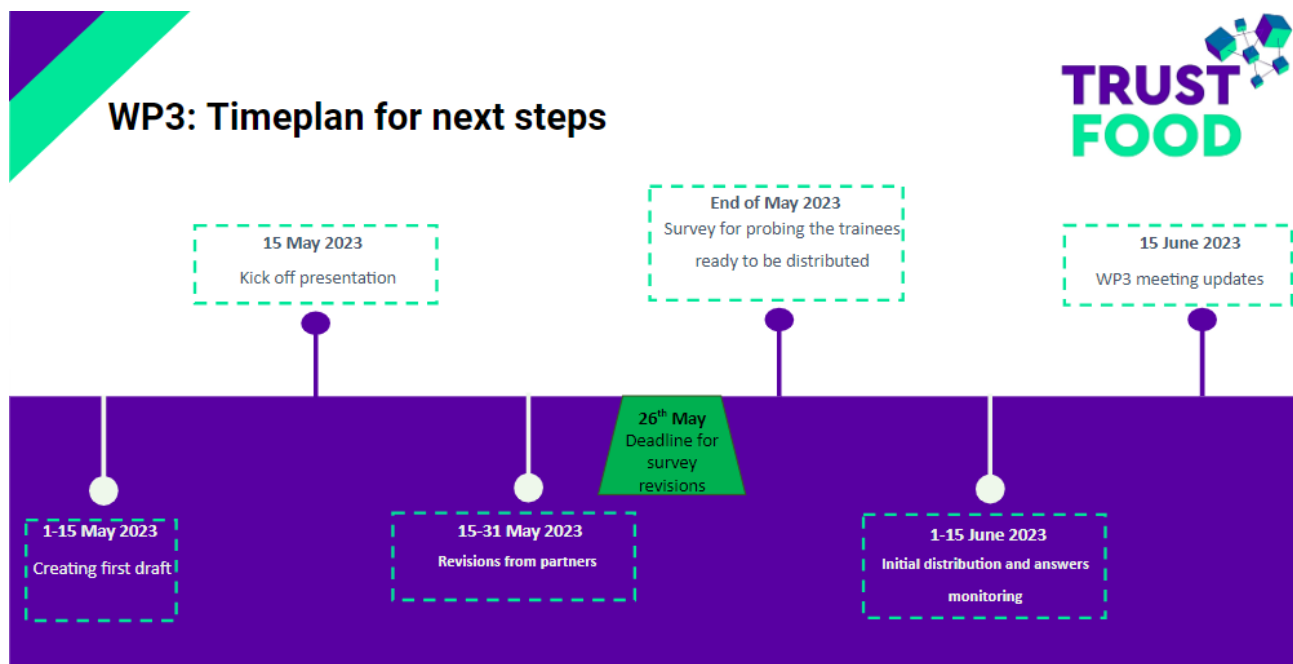 WP3: Timeplan for next steps
TRUST
FOOD
15 May 2023
Kick off presentation
End of May 2023
Survey for probing the trainees
ready to be distributed
15 June 2023
WP3 meeting updates
26th May
Deadline for
survey
revisions
1-15 May 2023
Creating first draft
15-31 May 2023
Revisions from partners
1-15 June 2023
Initial distribution and answers
monitoring